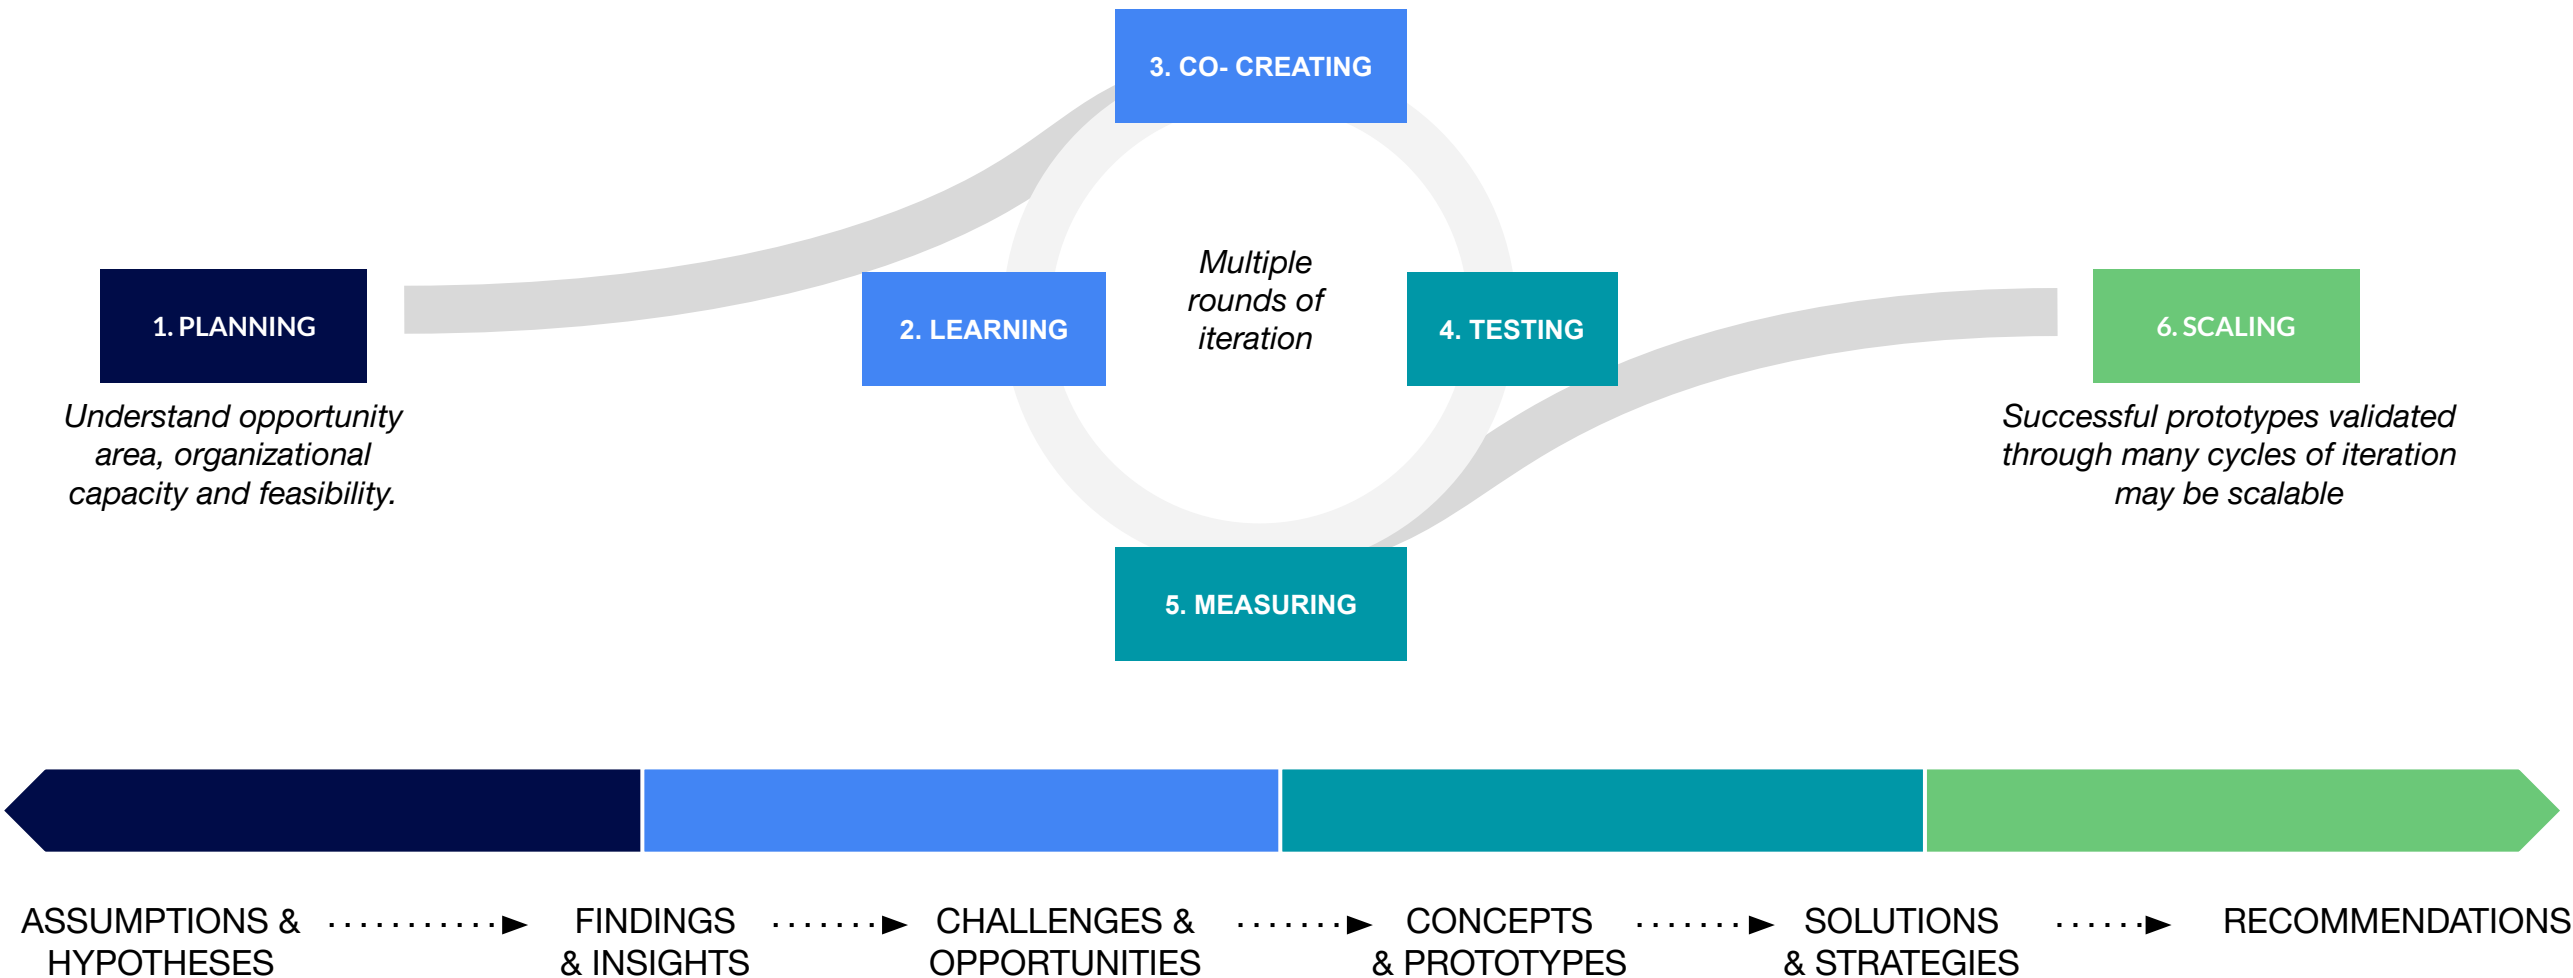 3. CO- CREATING
Multiple
rounds of
iteration
1. PLANNING
2. LEARNING
4. TESTING
6. SCALING
Understand opportunity
area, organizational
capacity and feasibility.
Successful prototypes validated
through many cycles of iteration
may be scalable
5. MEASURING
ASSUMPTIONS &
HYPOTHESES
FINDINGS
& INSIGHTS
CHALLENGES &
OPPORTUNITIES
CONCEPTS
& PROTOTYPES
SOLUTIONS
& STRATEGIES
RECOMMENDATIONS